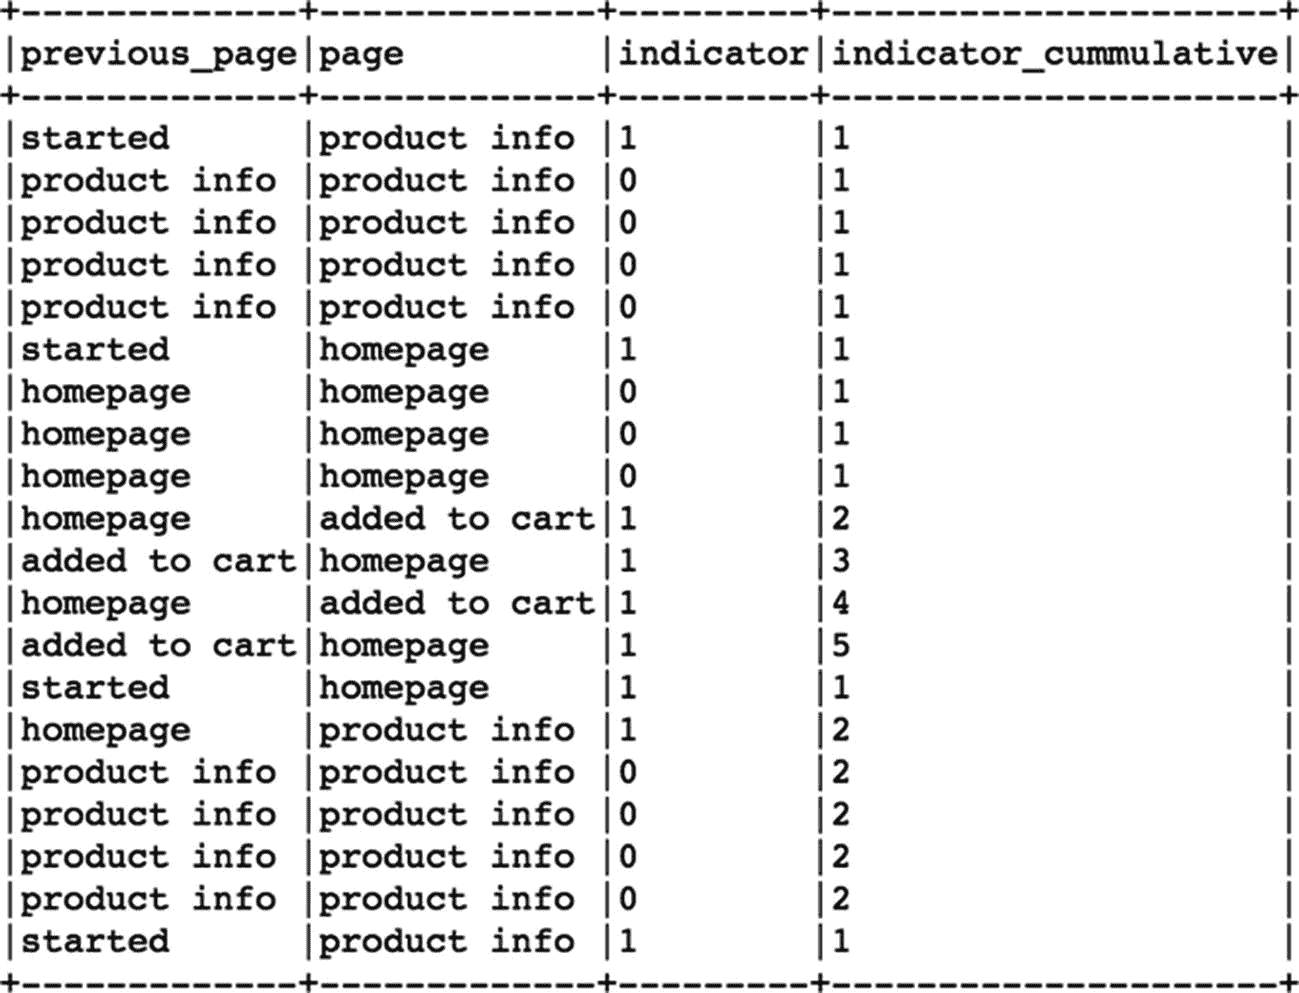 +-------------+-------------+---------+---------------------+
|previous_page|page         |indicator|indicator_cummulative|
+-------------+-------------+---------+---------------------+
|started      |product info |1        |1                    |
|product info |product info |0        |1                    |
|product info |product info |0        |1                    |
|product info |product info |0        |1                    |
|product info |product info |0        |1                    |
|started      |homepage     |1        |1                    |
|homepage     |homepage     |0        |1                    |
|homepage     |homepage     |0        |1                    |
|homepage     |homepage     |0        |1                    |
|homepage     |added to cart|1        |2                    |
|added to cart|homepage     |1        |3                    |
|homepage     |added to cart|1        |4                    |
|added to cart|homepage     |1        |5                    |
|started      |homepage     |1        |1                    |
|homepage     |product info |1        |2                    |
|product info |product info |0        |2                    |
|product info |product info |0        |2                    |
|product info |product info |0        |2                    |
|product info |product info |0        |2                    |
|started      |product info |1        |1                    |
+-------------+-------------+---------+---------------------+